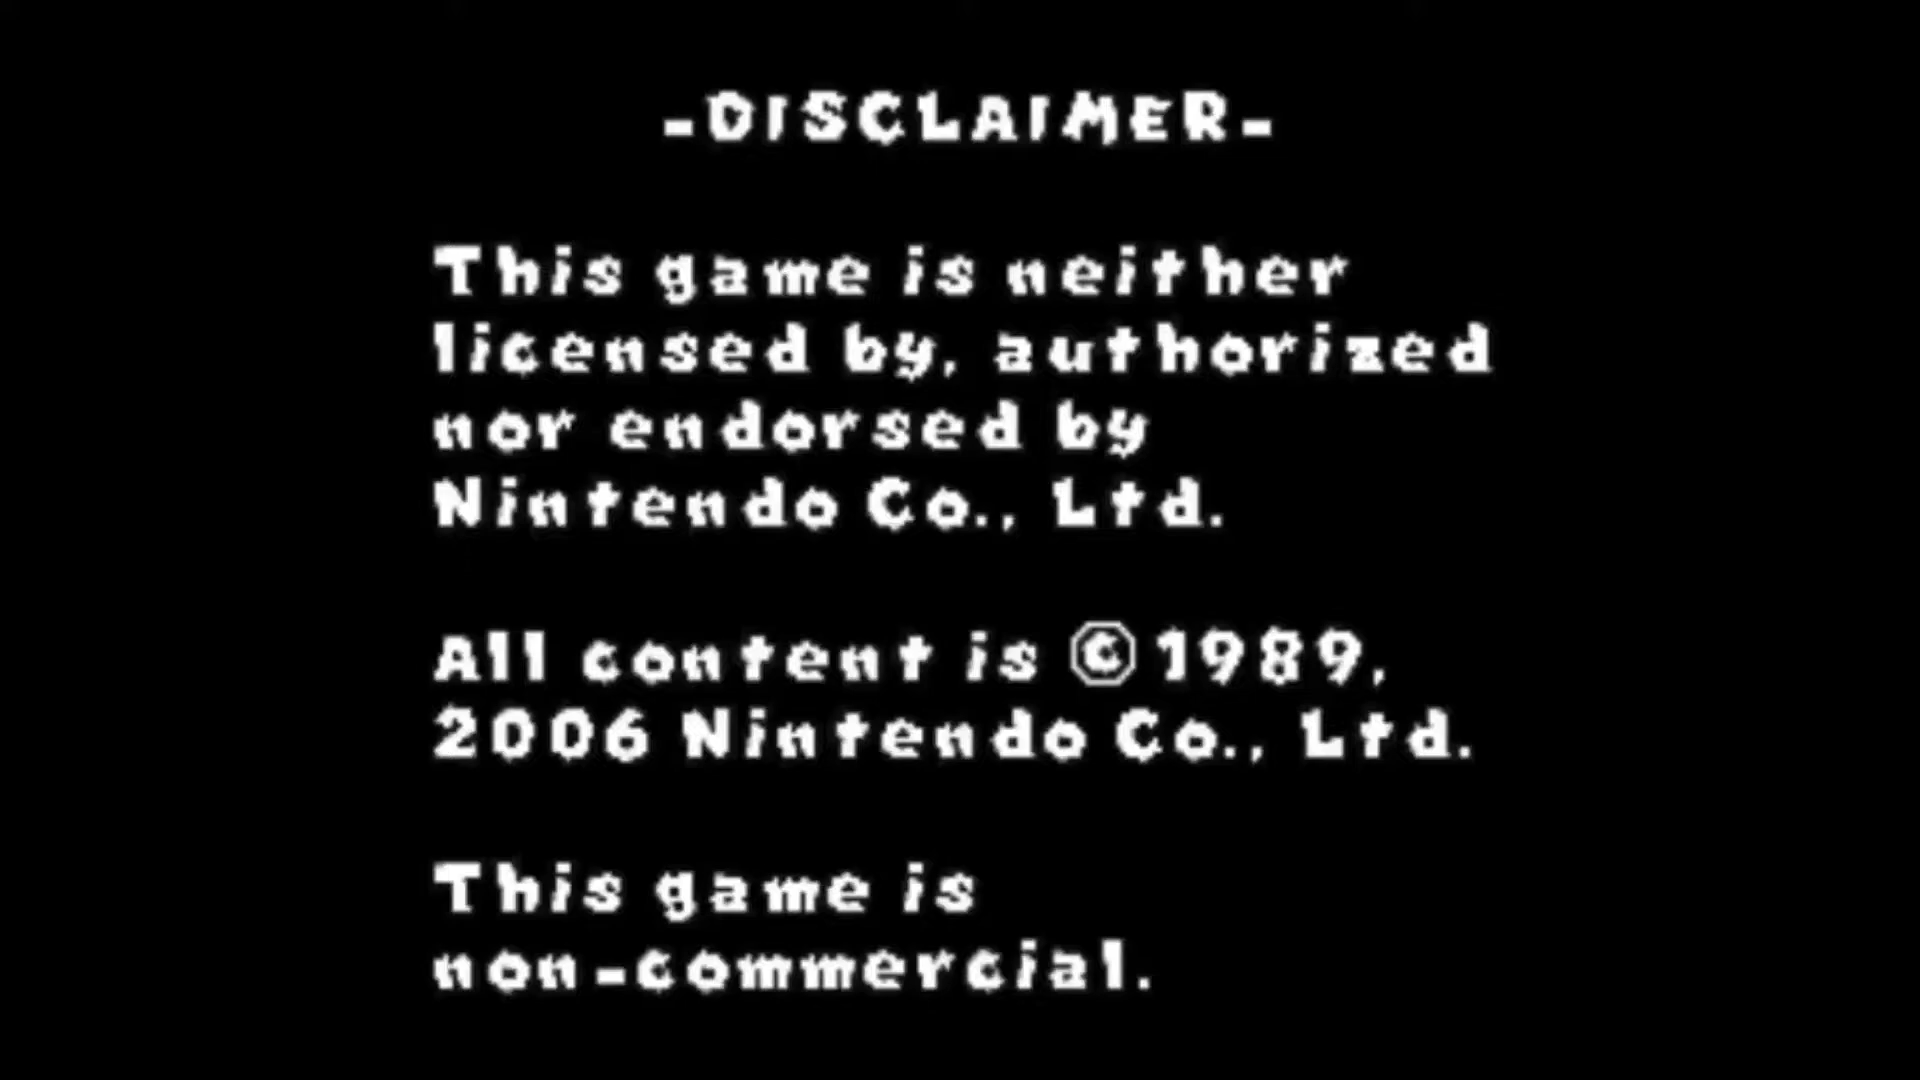 -DISCLAIMER-
This game is neither
licensed by, authorized
nor endorsed by
Nintendo Co., Ltd.
All content is ©1989,
2006 Nintendo Co., Ltd.
This game is
non-commercial.